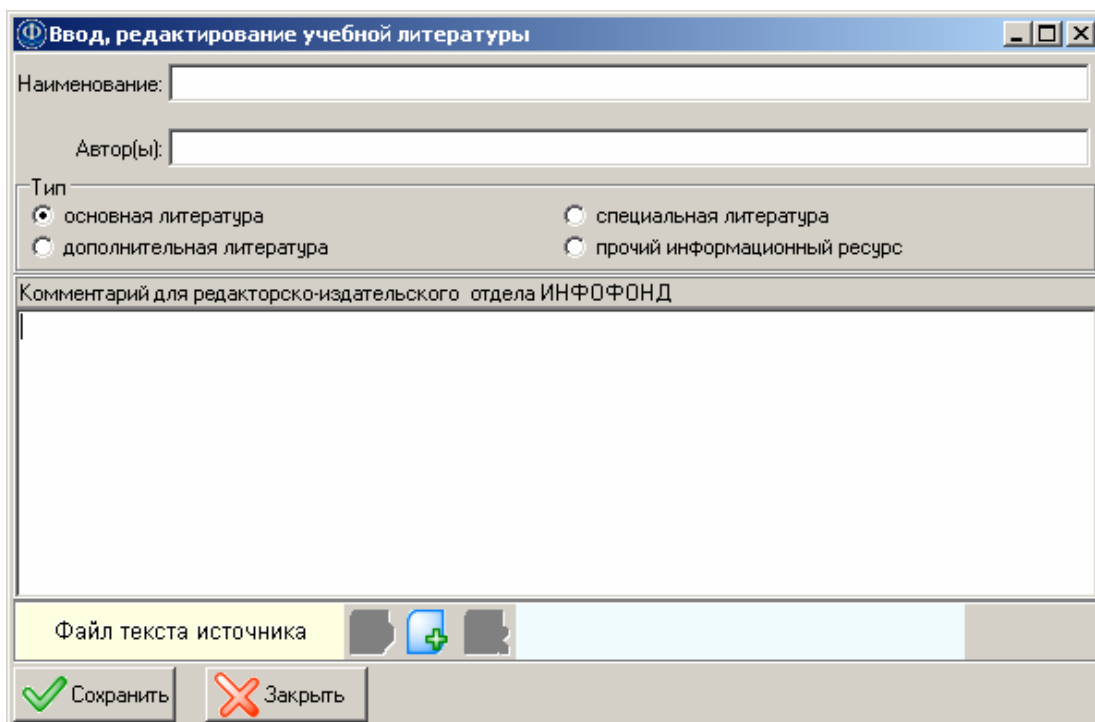 Ввод, редактирование учебной литературы
Наименование:
Автор(ы):
Тип
основная литература
специальная литература
дополнительная литература
прочий информационный ресурс
Комментарий для редакторско-издательского отдела ИНФОФОНД
Файл текста источника
Сохранить
Закрыть